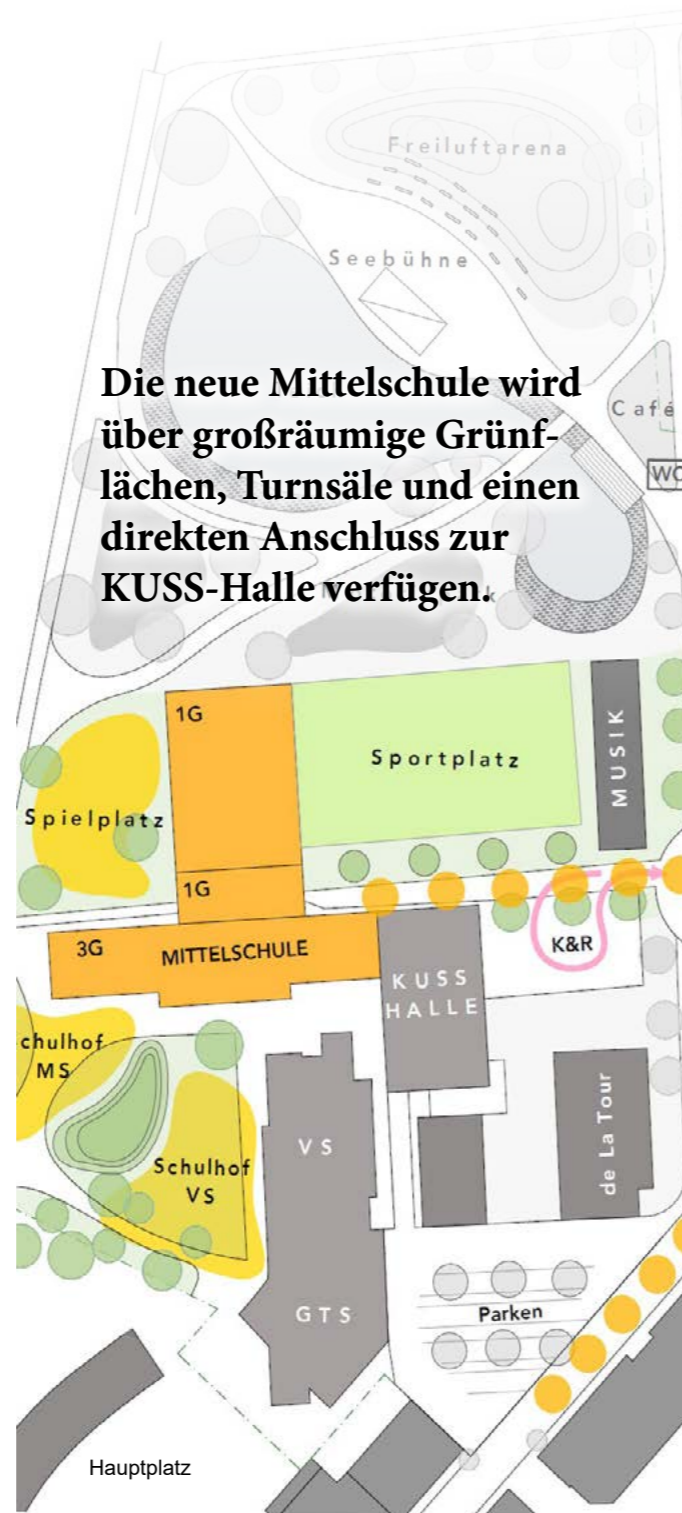 Freiluftarena
Seebühne
Die neue Mittelschule wird
über großräumige Grünf-
lächen, Turnsäle und einen
direkten Anschluss zur
KUSS-Halle verfügen.
Café
WC
1G
Sportplatz
MUSIK
Spielplatz
1G
3G
MITTELSCHULE
K&R
KUSS
HALLE
chulhof
MS
VS
de La Tour
Schulhof
VS
GTS
Parken
Hauptplatz